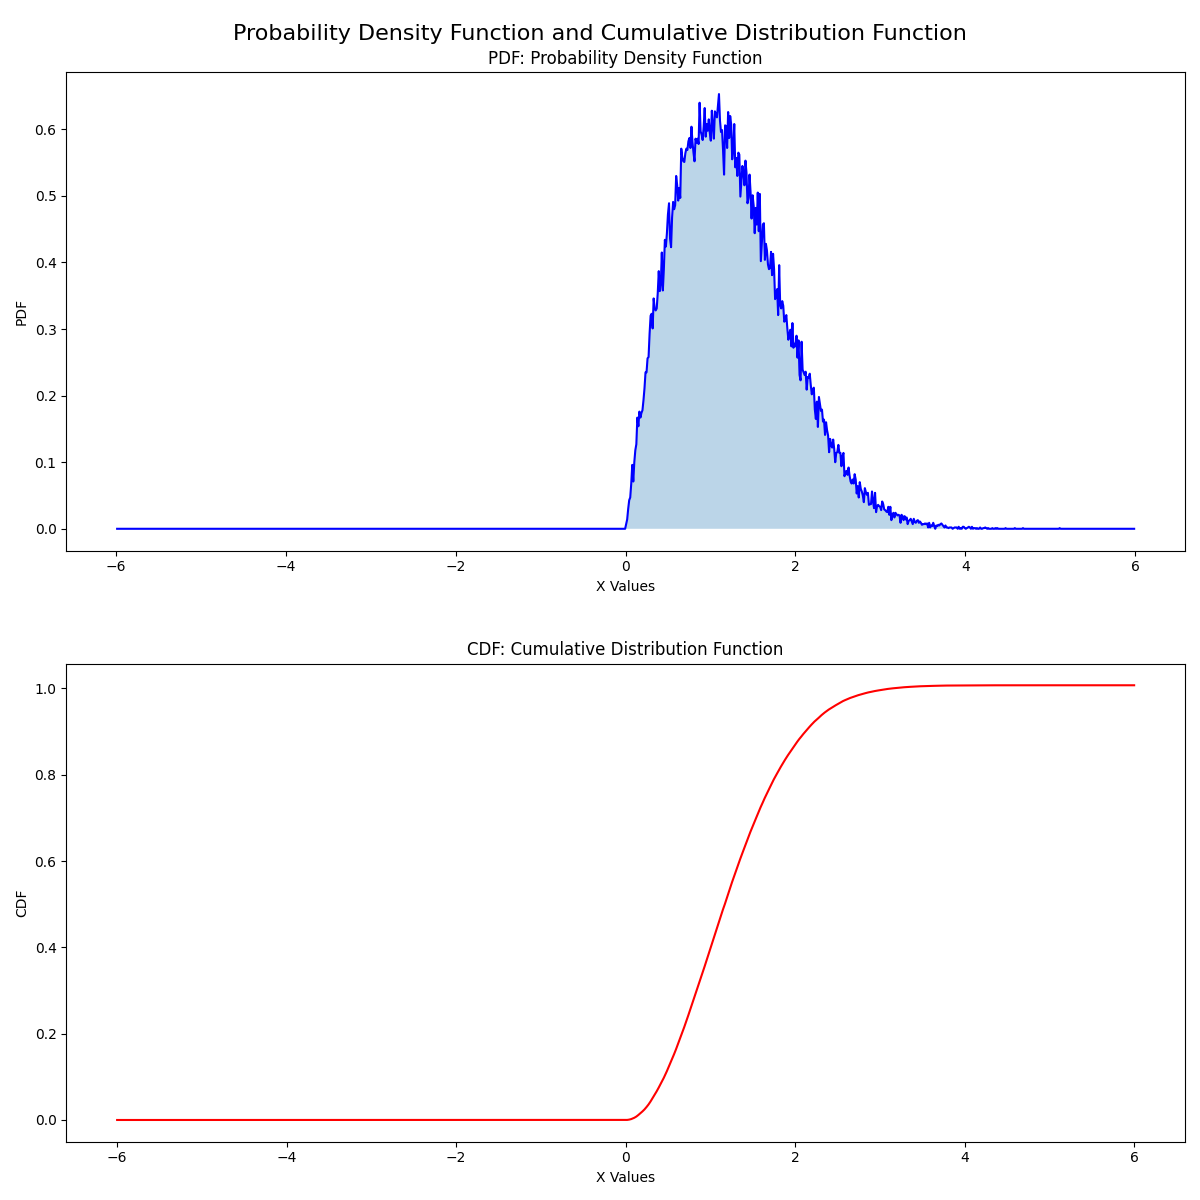 Probability Density Function and Cumulative Distribution Function
PDF: Probability Density Function
PDF
0.6
0.5
0.4
0.3
0.2
0.1
0.0
−6 −4 −2 0 2 4 6
X Values
CDF: Cumulative Distribution Function
CDF
1.0
0.8
0.6
0.4
0.2
0.0
−6 −4 −2 0 2 4 6
X Values